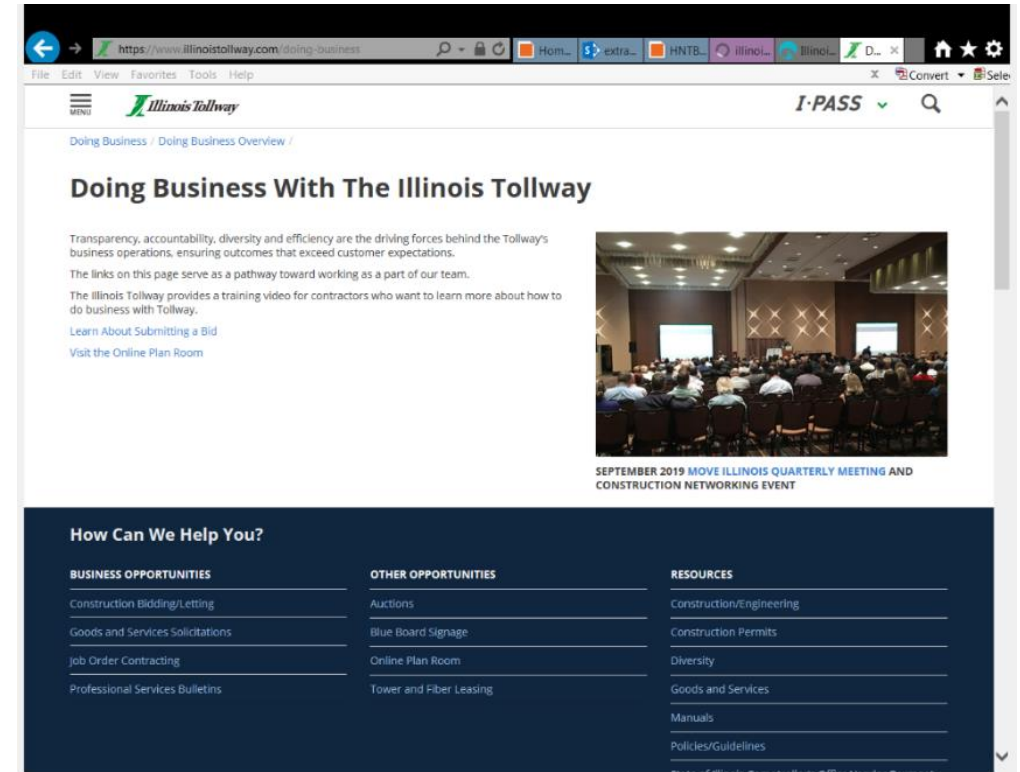 https://www.illinoistollway.com/doing-business
Hom...
extra...
HNTB...
illinoi...
Illinoi...
D...
File Edit View Favorites Tools Help
x Convert
MENU
Illinois Tollway
I·PASS
Doing Business / Doing Business Overview /
Doing Business With The Illinois Tollway
Transparency, accountability, diversity and efficiency are the driving forces behind the Tollway's
business operations, ensuring outcomes that exceed customer expectations.
The links on this page serve as a pathway toward working as a part of our team.
The Illinois Tollway provides a training video for contractors who want to learn more about how to
do business with Tollway.
Learn About Submitting a Bid
Visit the Online Plan Room
SEPTEMBER 2019 MOVE ILLINOIS QUARTERLY MEETING AND
CONSTRUCTION NETWORKING EVENT
How Can We Help You?
BUSINESS OPPORTUNITIES
Construction Bidding/Letting
Goods and Services Solicitations
Job Order Contracting
Professional Services Bulletins
OTHER OPPORTUNITIES
Auctions
Blue Board Signage
Online Plan Room
Tower and Fiber Leasing
RESOURCES
Construction/Engineering
Construction Permits
Diversity
Goods and Services
Manuals
Policies/Guidelines